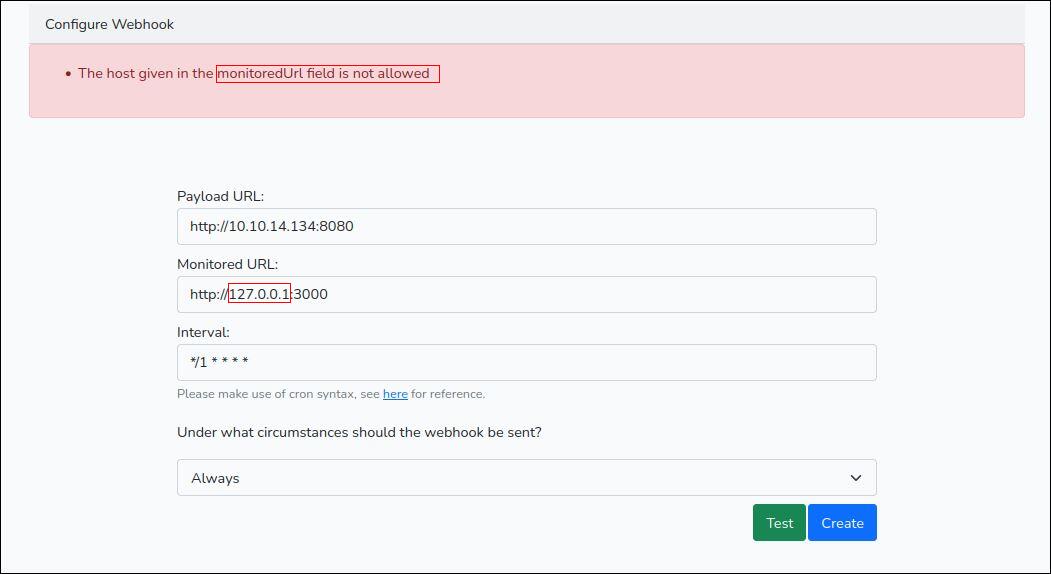 Configure Webhook
• The host given in the monitoredUrl field is not allowed
Payload URL:
http://10.10.14.134:8080
Monitored URL:
http://127.0.0.1:3000
Interval:
*/1 * * * *
Please make use of cron syntax, see here for reference.
Under what circumstances should the webhook be sent?
Always
Test Create